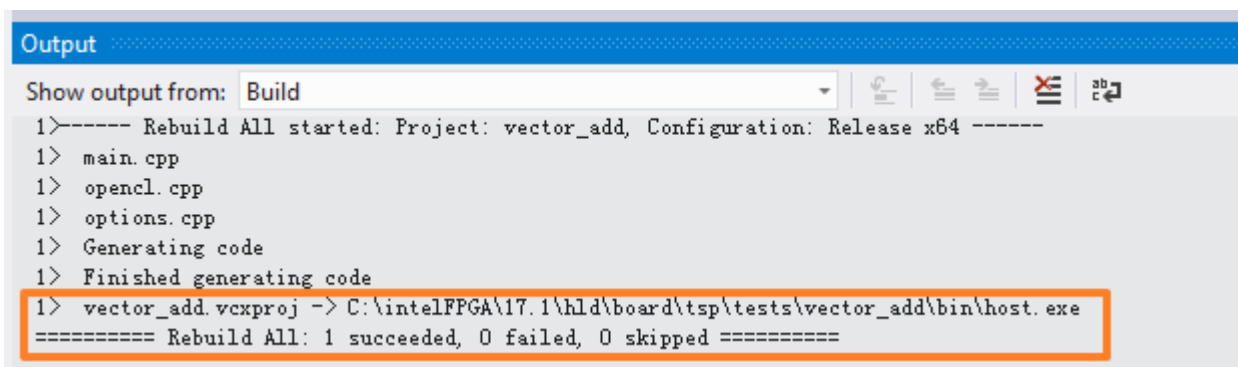 Output
Show output from: Build
1>------ Rebuild All started: Project: vector_add, Configuration: Release x64 ------
1> main.cpp
1> opencl.cpp
1> options.cpp
1> Generating code
1> Finished generating code
1> vector_add.vcxproj -> C:\intelFPGA\17.1\hld\board\tsp\tests\vector_add\bin\host.exe
========== Rebuild All: 1 succeeded, 0 failed, 0 skipped ==========